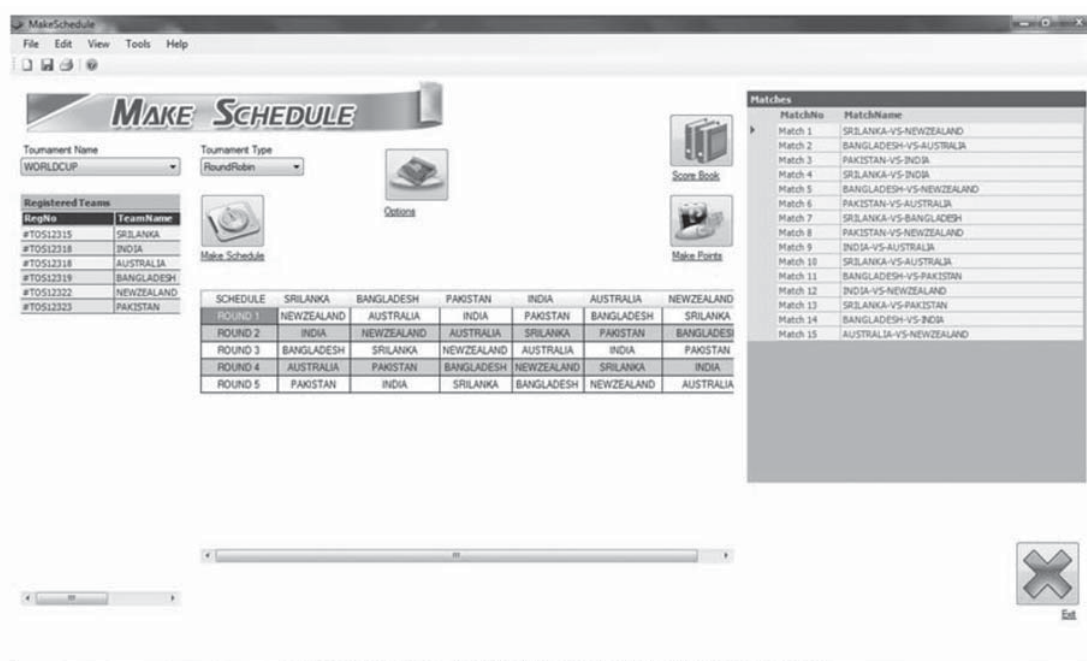 MakeSchedule
File Edit View Tools Help
MAKE SCHEDULE
Tournament Name
WORLDCUP
Tournament Type
RoundRobin
Options
Score Book
Make Schedule
Make Points
Registered Teams
RegNo TeamName
#TOS12315 SRILANKA
#TOS12318 INDIA
#TOS12318 AUSTRALIA
#TOS12319 BANGLADESH
#TOS12322 NEWZEALAND
#TOS12323 PAKISTAN
SCHEDULE SRILANKA BANGLADESH PAKISTAN INDIA AUSTRALIA NEWZEALAND
ROUND 1 NEWZEALAND AUSTRALIA INDIA PAKISTAN BANGLADESH SRILANKA
ROUND 2 INDIA NEWZEALAND AUSTRALIA SRILANKA PAKISTAN BANGLADES
ROUND 3 BANGLADESH SRILANKA NEWZEALAND AUSTRALIA INDIA PAKISTAN
ROUND 4 AUSTRALIA PAKISTAN BANGLADESH NEWZEALAND SRILANKA INDIA
ROUND 5 PAKISTAN INDIA SRILANKA BANGLADESH NEWZEALAND AUSTRALIA
Matches
MatchNo MatchName
Match 1 SRILANKA-VS-NEWZEALAND
Match 2 BANGLADESH-VS-AUSTRALIA
Match 3 PAKISTAN-VS-INDIA
Match 4 SRILANKA-VS-INDIA
Match 5 BANGLADESH-VS-NEWZEALAND
Match 6 PAKISTAN-VS-AUSTRALIA
Match 7 SRILANKA-VS-BANGLADESH
Match 8 PAKISTAN-VS-NEWZEALAND
Match 9 INDIA-VS-AUSTRALIA
Match 10 SRILANKA-VS-AUSTRALIA
Match 11 BANGLADESH-VS-PAKISTAN
Match 12 INDIA-VS-NEWZEALAND
Match 13 SRILANKA-VS-PAKISTAN
Match 14 BANGLADESH-VS-INDIA
Match 15 AUSTRALIA-VS-NEWZEALAND
Exit